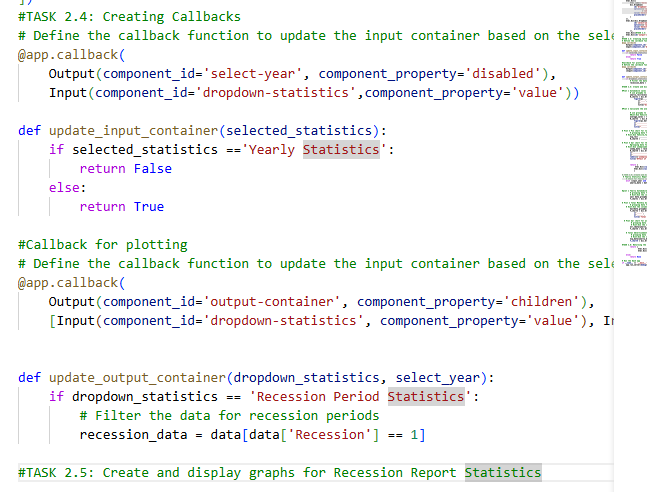 ])
#TASK 2.4: Creating Callbacks
# Define the callback function to update the input container based on the sele
@app.callback(
    Output(component_id='select-year', component_property='disabled'),
    Input(component_id='dropdown-statistics',component_property='value'))
def update_input_container(selected_statistics):
    if selected_statistics =='Yearly Statistics':
        return False
    else:
        return True
#Callback for plotting
# Define the callback function to update the input container based on the sele
@app.callback(
    Output(component_id='output-container', component_property='children'),
    [Input(component_id='dropdown-statistics', component_property='value'), In
def update_output_container(dropdown_statistics, select_year):
    if dropdown_statistics == 'Recession Period Statistics':
        # Filter the data for recession periods
        recession_data = data[data['Recession'] == 1]
#TASK 2.5: Create and display graphs for Recession Report Statistics